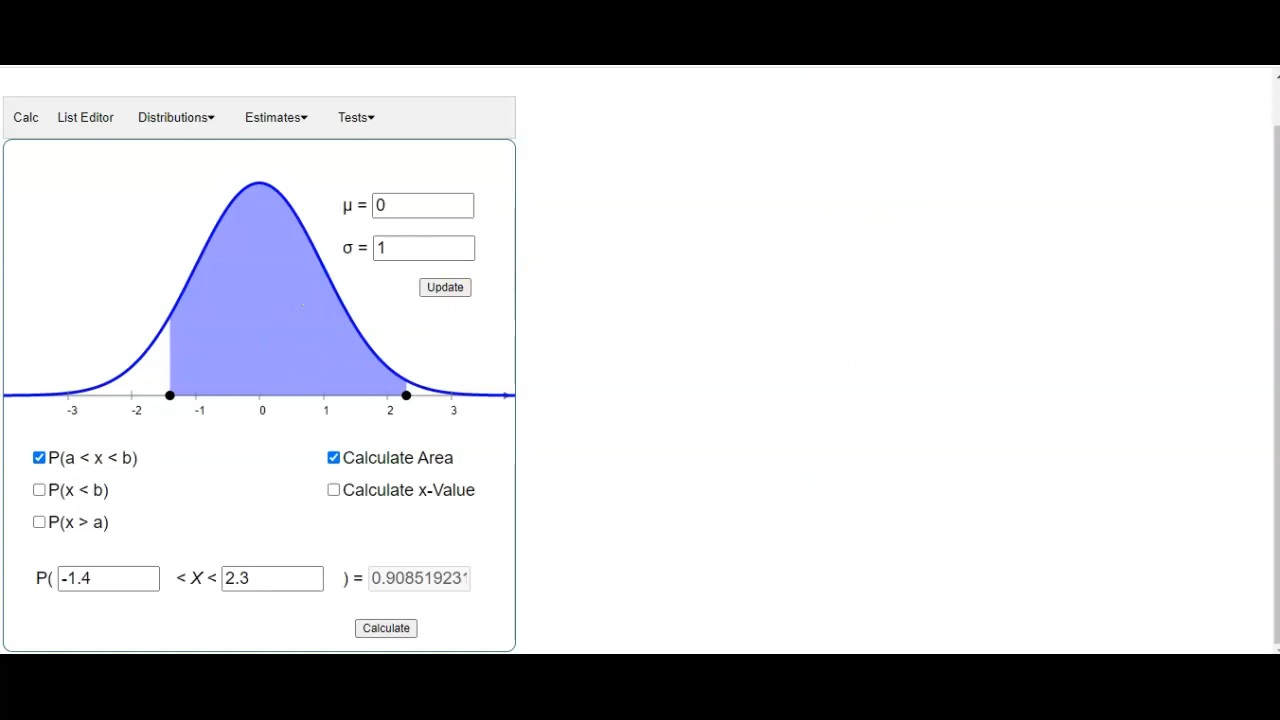 Calc List Editor Distributions Estimates Tests
μ = 0
σ = 1
Update
-3 -2 -1 0 1 2 3
P(a < x < b) Calculate Area
P(x < b) Calculate x-Value
P(x > a)
P( -1.4 < X < 2.3 ) = 0.908519231
Calculate